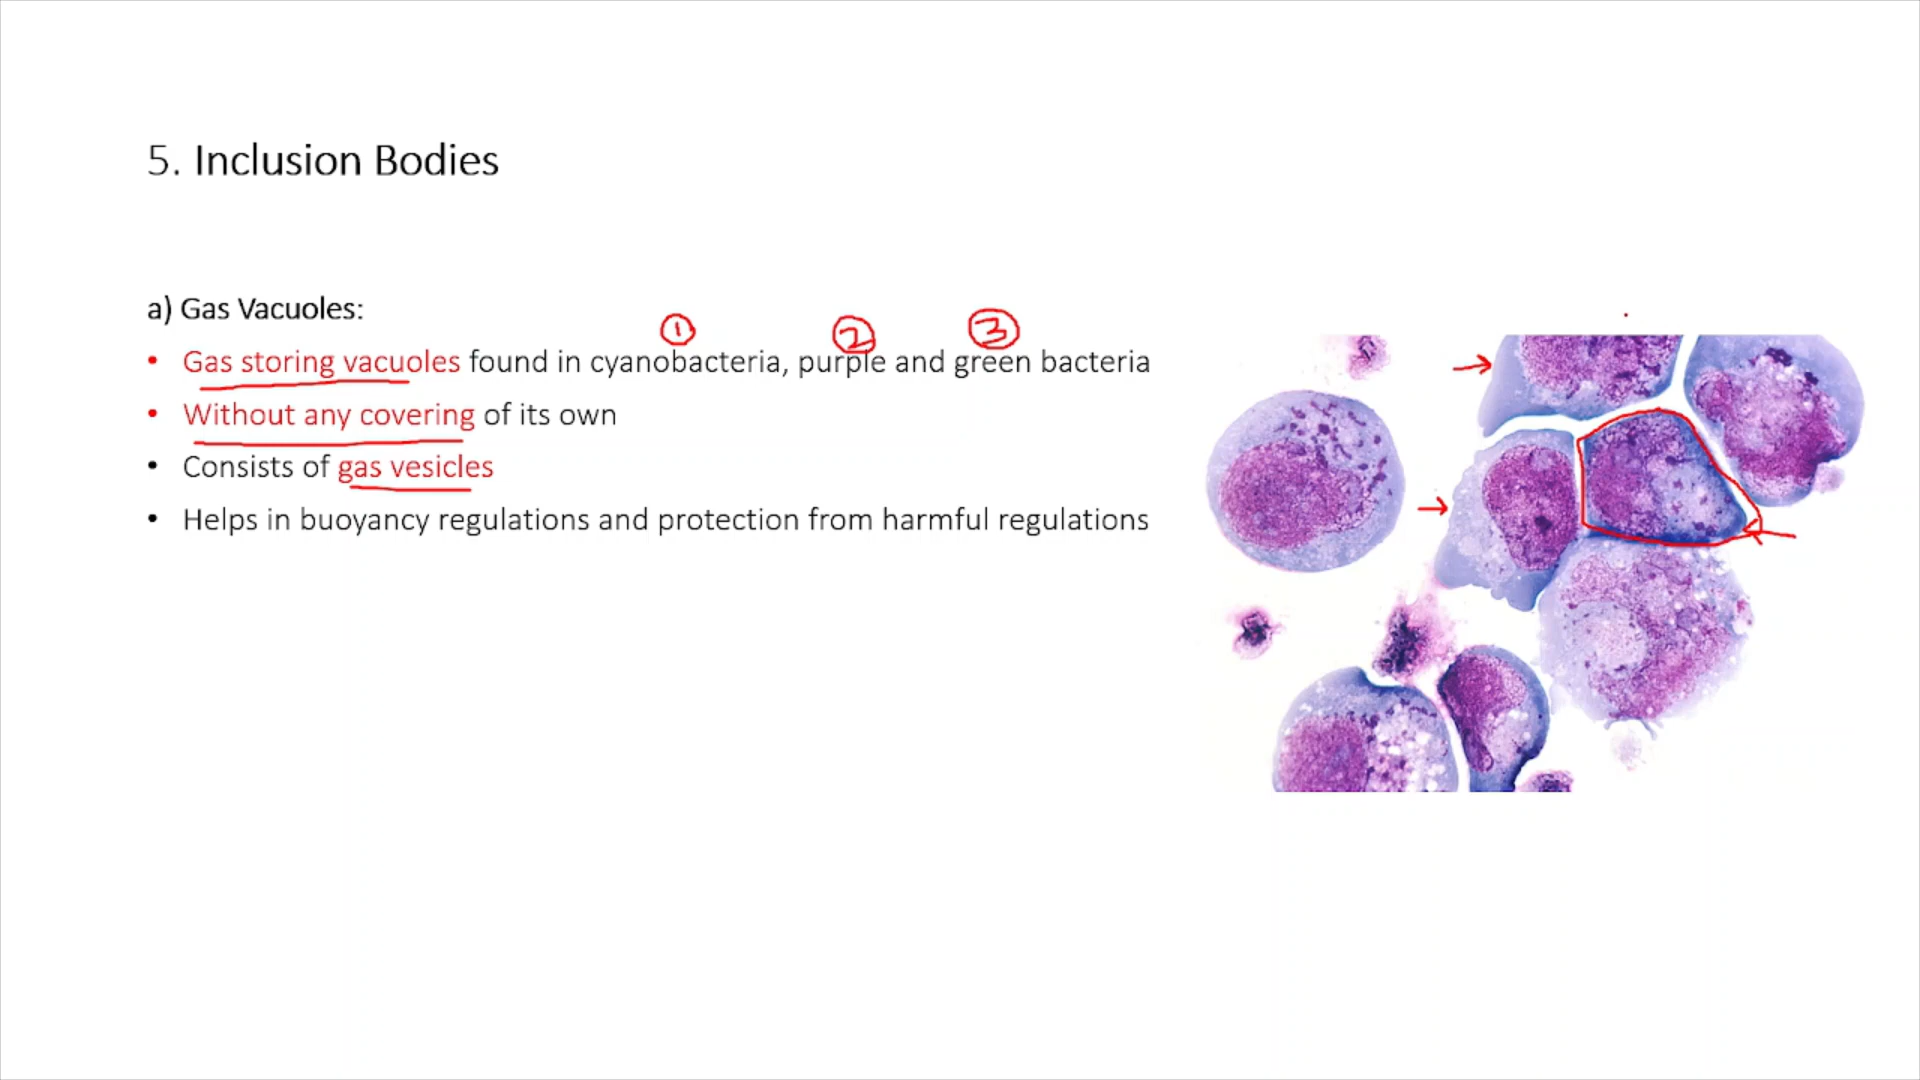 5. Inclusion Bodies
a) Gas Vacuoles:
1 2 3
• Gas storing vacuoles found in cyanobacteria, purple and green bacteria
• Without any covering of its own
• Consists of gas vesicles
• Helps in buoyancy regulations and protection from harmful regulations